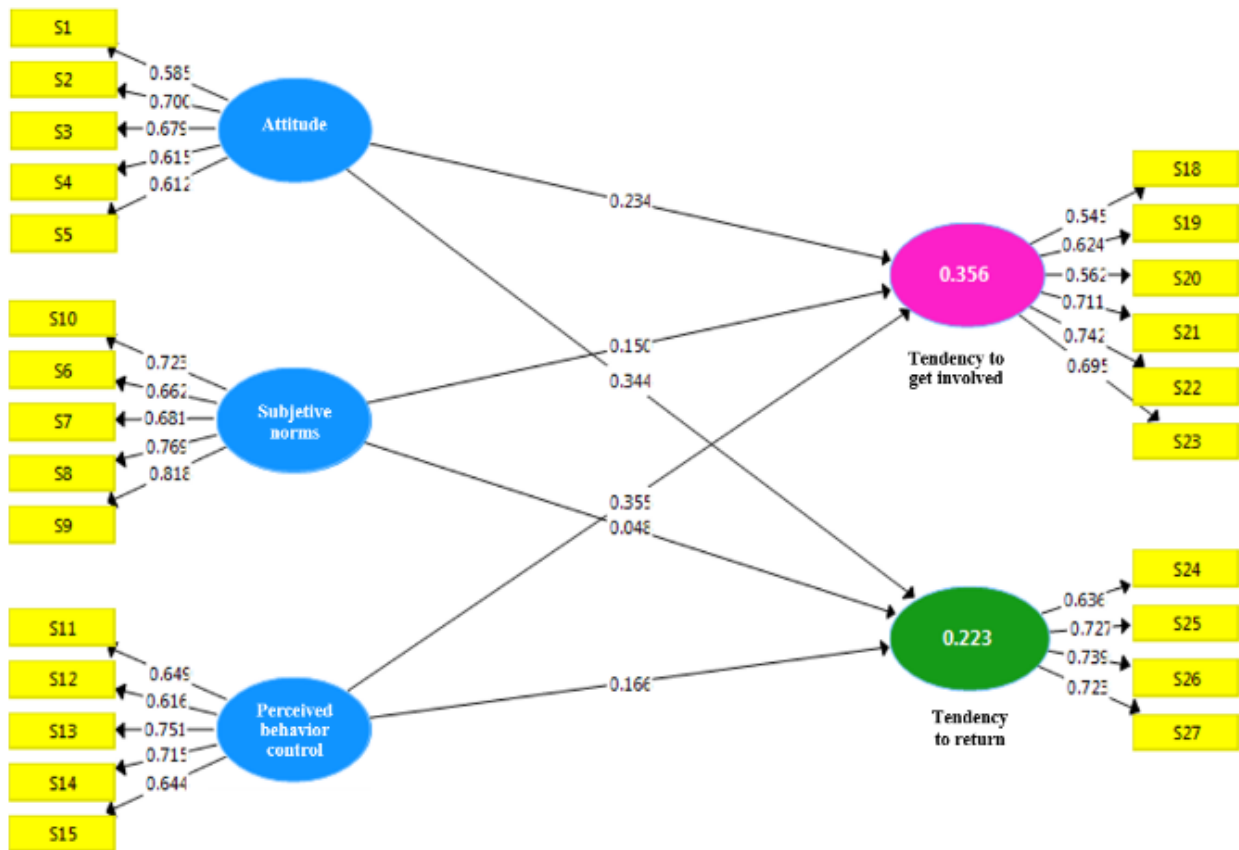 S1
S2
S3
S4
S5
0.585
0.700
0.679
0.615
0.612
Attitude
S10
S6
S7
S8
S9
0.723
0.662
0.681
0.769
0.818
Subjetive
norms
S11
S12
S13
S14
S15
0.649
0.616
0.751
0.715
0.644
Perceived
behavior
control
0.234
0.150
0.344
0.355
0.048
0.166
0.356
Tendency to
get involved
0.545
0.624
0.562
0.711
0.742
0.695
S18
S19
S20
S21
S22
S23
0.223
Tendency
to return
0.636
0.727
0.739
0.723
S24
S25
S26
S27